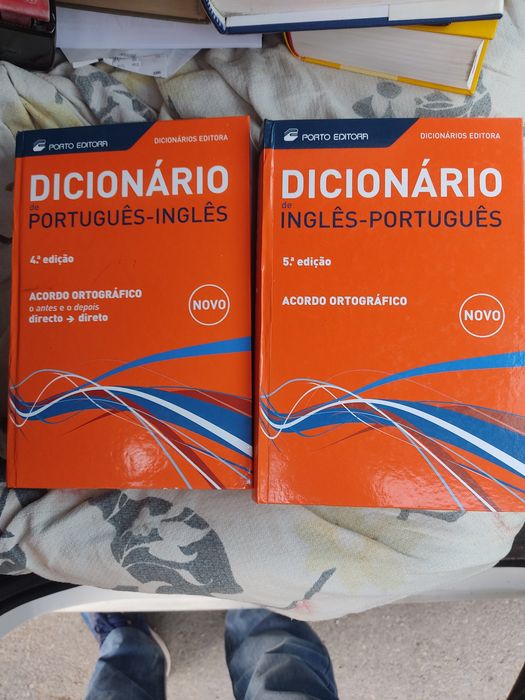 PORTO EDITORA
DICIONÁRIOS EDITORA
DICIONÁRIO
de
PORTUGUÊS-INGLÊS
4.ª edição
ACORDO ORTOGRÁFICO
o antes e o depois
directo → direto
NOVO
PORTO EDITORA
DICIONÁRIOS EDITORA
DICIONÁRIO
de
INGLÊS-PORTUGUÊS
5.ª edição
ACORDO ORTOGRÁFICO
NOVO